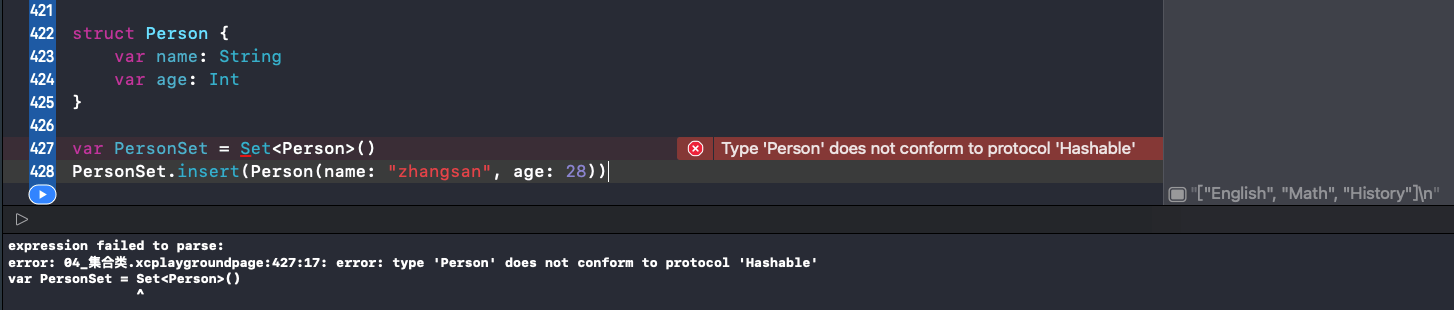 421
422 struct Person {
423 var name: String
424 var age: Int
425 }
426
427 var PersonSet = Set<Person>() Type 'Person' does not conform to protocol 'Hashable'
428 PersonSet.insert(Person(name: "zhangsan", age: 28))
"["English", "Math", "History"]\n"
expression failed to parse:
error: 04_集合类.xcplaygroundpage:427:17: error: type 'Person' does not conform to protocol 'Hashable'
var PersonSet = Set<Person>()
^